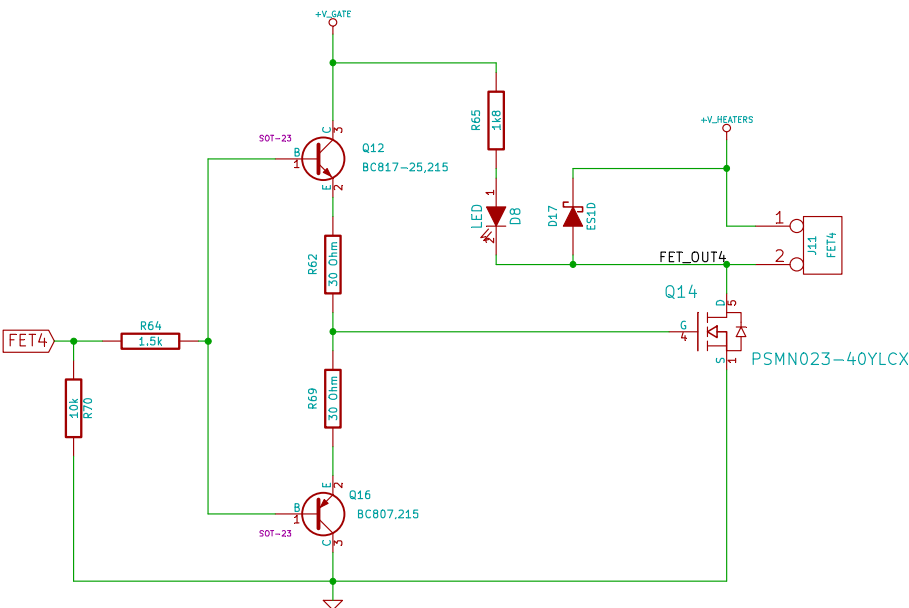 +V_GATE
R65
1k8
+V_HEATERS
SOT-23
C
3
B
1
Q12
BC817-25,215
E
2
1
LED
D8
2
D17
ES1D
1
J11
FET4
2
FET_OUT4
R62
30 Ohm
Q14
D
5
G
4
S
1
PSMN023-40YLCX
FET4
R64
1.5k
10k
R70
R69
30 Ohm
E
2
Q16
B
1
BC807,215
SOT-23
C
3